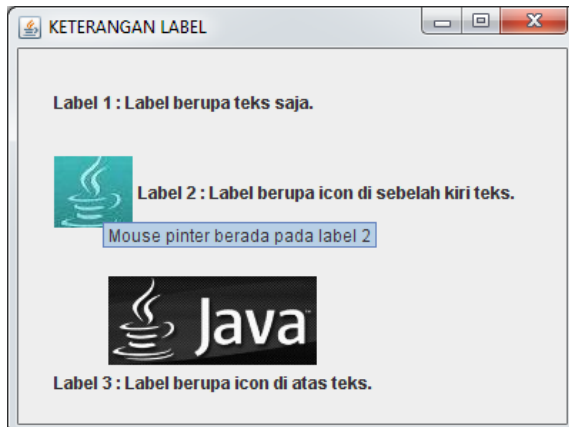 KETERANGAN LABEL
Label 1 : Label berupa teks saja.
Label 2 : Label berupa icon di sebelah kiri teks.
Mouse pinter berada pada label 2
Java
Label 3 : Label berupa icon di atas teks.